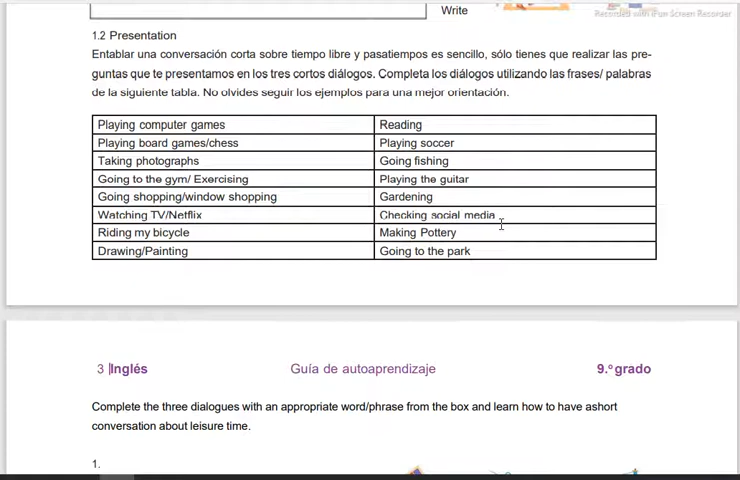 Write
Recorded with iFun Screen Recorder
1.2 Presentation
Entablar una conversación corta sobre tiempo libre y pasatiempos es sencillo, sólo tienes que realizar las pre-
guntas que te presentamos en los tres cortos diálogos. Completa los diálogos utilizando las frases/ palabras
de la siguiente tabla. No olvides seguir los ejemplos para una mejor orientación.
Playing computer games
Reading
Playing board games/chess
Playing soccer
Taking photographs
Going fishing
Going to the gym/ Exercising
Playing the guitar
Going shopping/window shopping
Gardening
Watching TV/Netflix
Checking social media
Riding my bicycle
Making Pottery
Drawing/Painting
Going to the park
3 Inglés
Guía de autoaprendizaje
9.º grado
Complete the three dialogues with an appropriate word/phrase from the box and learn how to have ashort
conversation about leisure time.
1.